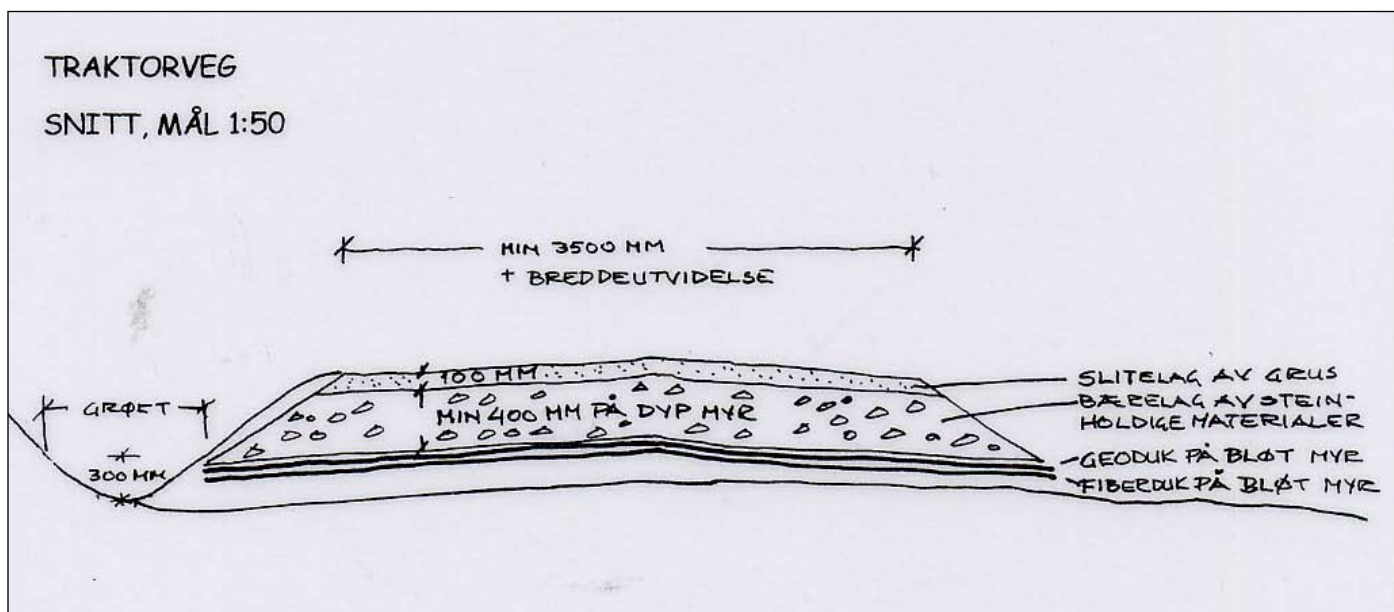 TRAKTORVEG
SNITT, MÅL 1:50
MIN 3500 MM
+ BREDDEUTVIDELSE
100 MM
GRØFT
MIN 400 MM PÅ DYP MYR
300 MM
SLITELAG AV GRUS
BÆRELAG AV STEIN-
HOLDIGE MATERIALER
GEODUK PÅ BLØT MYR
FIBERDUK PÅ BLØT MYR